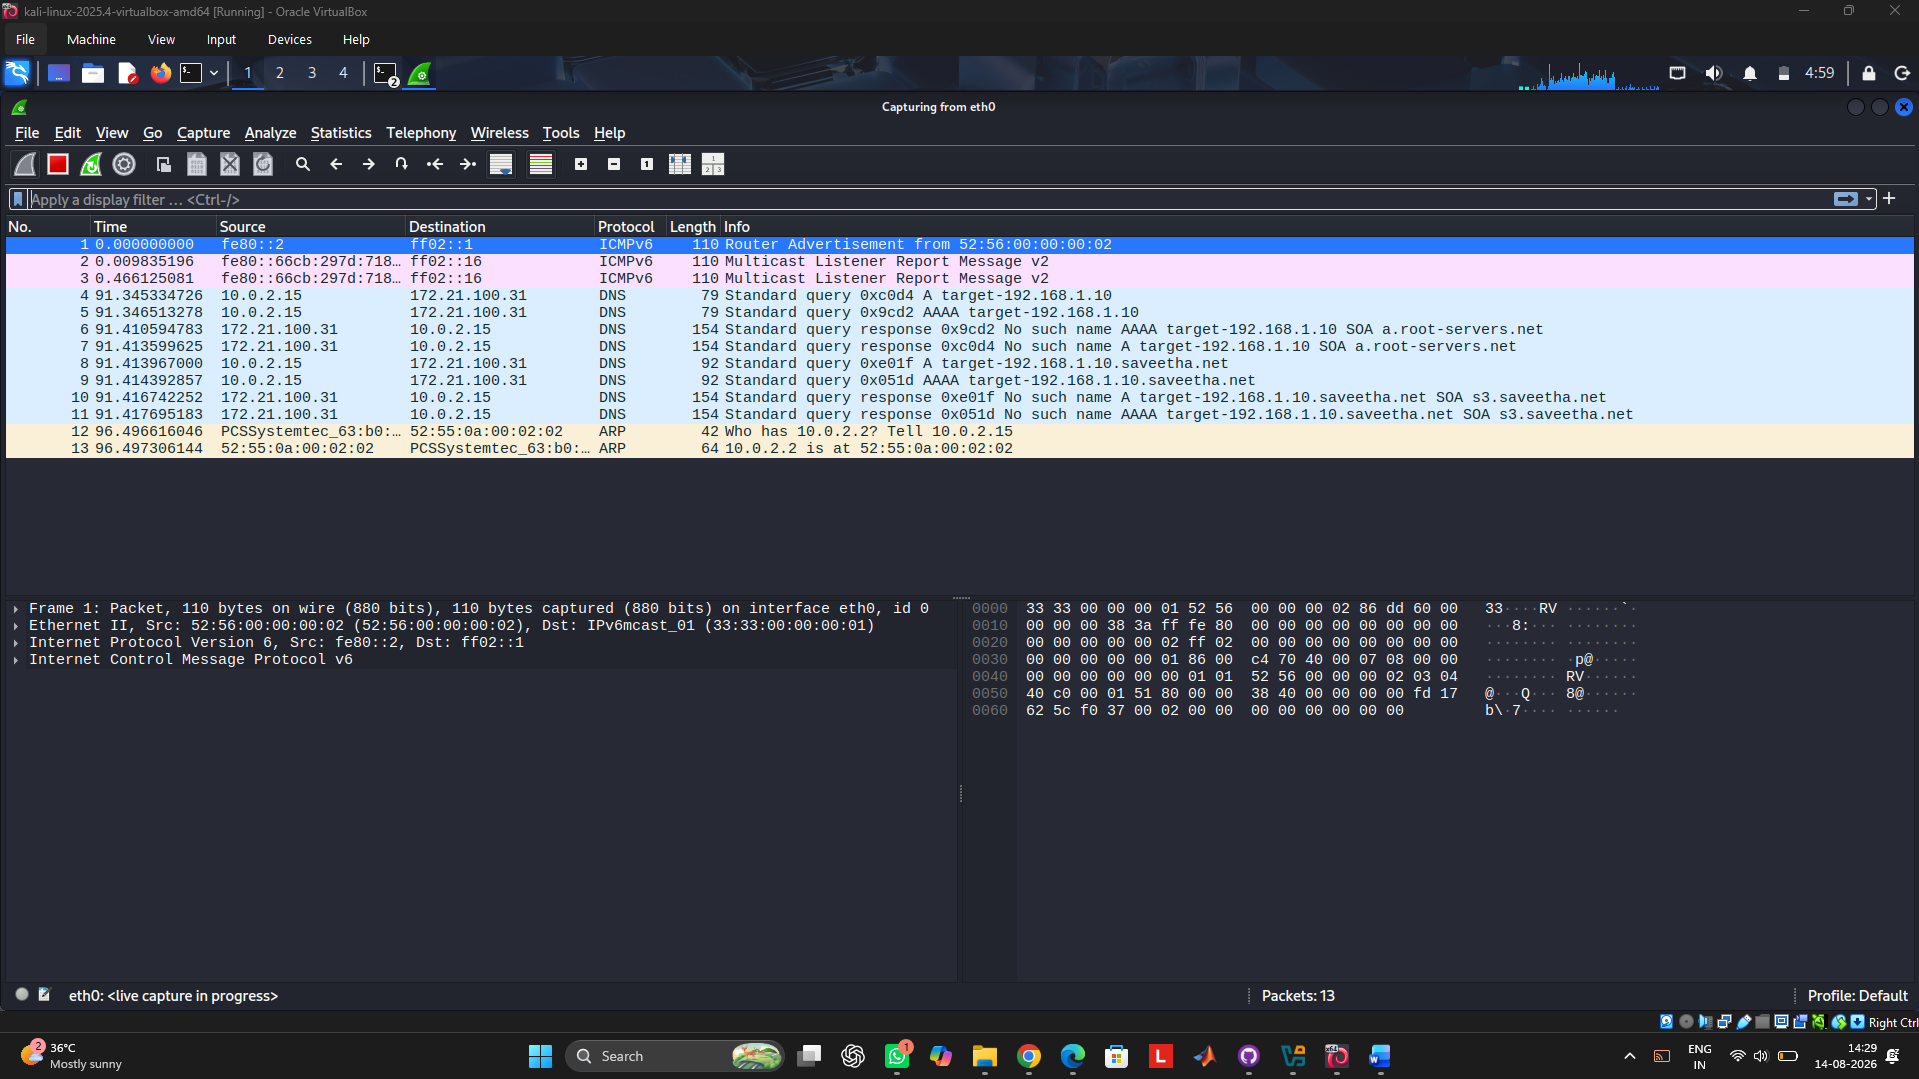 kali-linux-2025.4-virtualbox-amd64 [Running] - Oracle VirtualBox
File Machine View Input Devices Help
1 2 3 4 2 4:59
Capturing from eth0
File Edit View Go Capture Analyze Statistics Telephony Wireless Tools Help
Apply a display filter … <Ctrl-/>
No. Time Source Destination Protocol Length Info
1 0.000000000 fe80::2 ff02::1 ICMPv6 110 Router Advertisement from 52:56:00:00:00:02
2 0.009835196 fe80::66cb:297d:718… ff02::16 ICMPv6 110 Multicast Listener Report Message v2
3 0.466125081 fe80::66cb:297d:718… ff02::16 ICMPv6 110 Multicast Listener Report Message v2
4 91.345334726 10.0.2.15 172.21.100.31 DNS 79 Standard query 0xc0d4 A target-192.168.1.10
5 91.346513278 10.0.2.15 172.21.100.31 DNS 79 Standard query 0x9cd2 AAAA target-192.168.1.10
6 91.410594783 172.21.100.31 10.0.2.15 DNS 154 Standard query response 0x9cd2 No such name AAAA target-192.168.1.10 SOA a.root-servers.net
7 91.413599625 172.21.100.31 10.0.2.15 DNS 154 Standard query response 0xc0d4 No such name A target-192.168.1.10 SOA a.root-servers.net
8 91.413967000 10.0.2.15 172.21.100.31 DNS 92 Standard query 0xe01f A target-192.168.1.10.saveetha.net
9 91.414392857 10.0.2.15 172.21.100.31 DNS 92 Standard query 0x051d AAAA target-192.168.1.10.saveetha.net
10 91.416742252 172.21.100.31 10.0.2.15 DNS 154 Standard query response 0xe01f No such name A target-192.168.1.10.saveetha.net SOA s3.saveetha.net
11 91.417695183 172.21.100.31 10.0.2.15 DNS 154 Standard query response 0x051d No such name AAAA target-192.168.1.10.saveetha.net SOA s3.saveetha.net
12 96.496616046 PCSSystemtec_63:b0:… 52:55:0a:00:02:02 ARP 42 Who has 10.0.2.2? Tell 10.0.2.15
13 96.497306144 52:55:0a:00:02:02 PCSSystemtec_63:b0:… ARP 64 10.0.2.2 is at 52:55:0a:00:02:02
Frame 1: Packet, 110 bytes on wire (880 bits), 110 bytes captured (880 bits) on interface eth0, id 0
Ethernet II, Src: 52:56:00:00:00:02 (52:56:00:00:00:02), Dst: IPv6mcast_01 (33:33:00:00:00:01)
Internet Protocol Version 6, Src: fe80::2, Dst: ff02::1
Internet Control Message Protocol v6
0000 33 33 00 00 00 01 52 56 00 00 00 02 86 dd 60 00 33····RV ······`·
0010 00 00 00 38 3a ff fe 80 00 00 00 00 00 00 00 00 ···8:··· ········
0020 00 00 00 00 00 02 ff 02 00 00 00 00 00 00 00 00 ········ ········
0030 00 00 00 00 00 01 86 00 c4 70 40 00 07 08 00 00 ········ ·p@·····
0040 00 00 00 00 00 00 01 01 52 56 00 00 00 02 03 04 ········ RV······
0050 40 c0 00 01 51 80 00 00 38 40 00 00 00 00 fd 17 @···Q··· 8@······
0060 62 5c f0 37 00 02 00 00 00 00 00 00 00 00 b\·7···· ······
eth0: <live capture in progress> Packets: 13 Profile: Default
Right Ctrl
2 36°C
Mostly sunny
Search
1
L
ENG
IN
14:29
14-08-2026